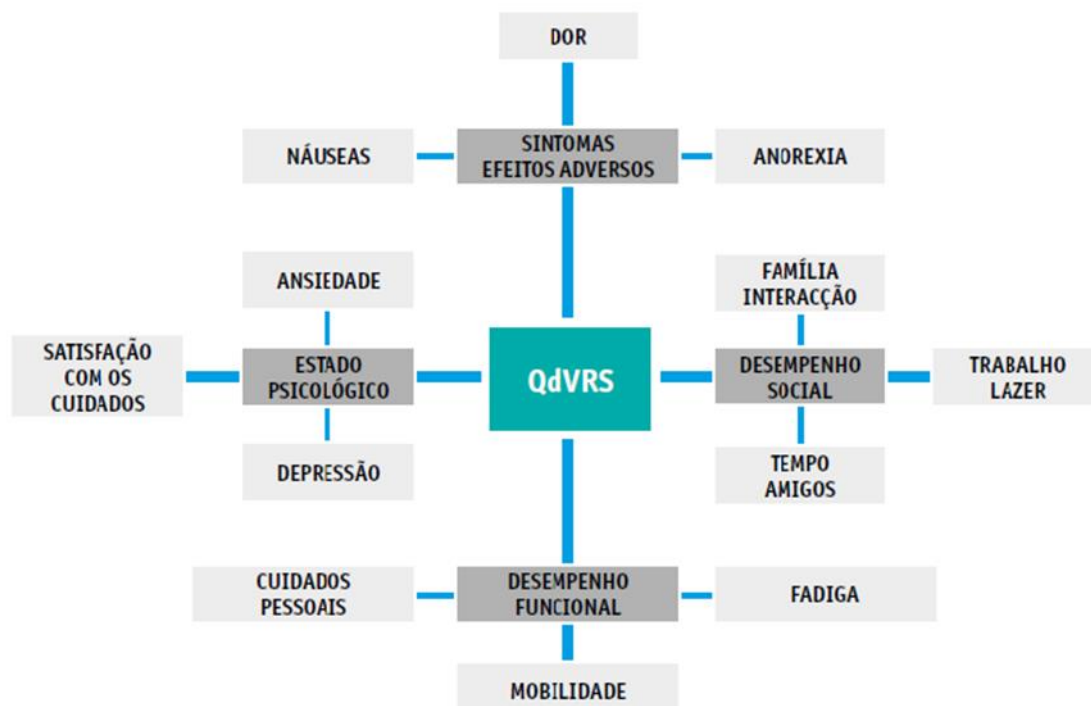 DOR
NÁUSEAS
SINTOMAS
EFEITOS ADVERSOS
ANOREXIA
ANSIEDADE
FAMÍLIA
INTERACÇÃO
SATISFAÇÃO
COM OS
CUIDADOS
ESTADO
PSICOLÓGICO
QdVRS
DESEMPENHO
SOCIAL
TRABALHO
LAZER
DEPRESSÃO
TEMPO
AMIGOS
CUIDADOS
PESSOAIS
DESEMPENHO
FUNCIONAL
FADIGA
MOBILIDADE